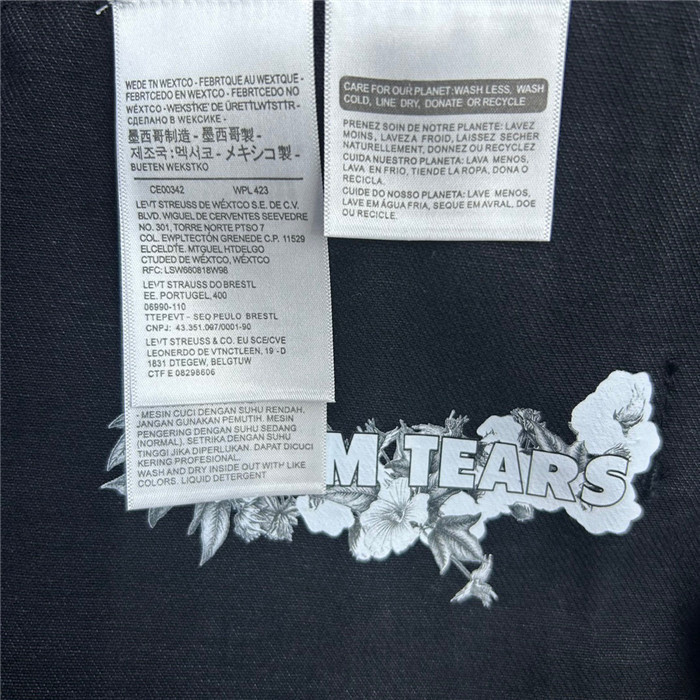 WEDE TN WEXTCO - FEBRTQUE AU WEXTQUE -
FEBRTCEDO EN WEXTCO - FEBRTCEDO NO
WÉXTCO - WEKSTKE' DE ÜRETTLWTSTTR -
СДЕЛАНО В WЕКСИКЕ -
墨西哥制造 - 墨西哥製 -
제조국 : 멕서코 - メキシコ製 -
BUETEN WEKSTKO
CE00342 WPL 423
LEVT STREUSS DE WÉXTCO S.E. DE C.V.
BLVD. WIGUEL DE CERVENTES SEEVEDRE
NO. 301, TORRE NORTE PTSO 7
COL. EWPLTECTÓN GRENEDE C.P. 11529
ELCELDTE. MTGUEL HTDELGO
CTUDED DE WÉXTCO, WÉXTCO
RFC: LSW680818W98
LEVT STREUSS DO BRESTL
EE. PORTUGEL, 400
06990-110
TTEPEVT - SEO PEULO BRESTL
CNPJ: 43.351.097/0001-90
LEVT STREUSS & CO. EU SCE/CVE
LEONERDO DE VTNCTLEEN, 19 - D
1831 DTEGEW, BELGTUW
CTF E 08298606
- MESIN CUCI DENGAN SUHU RENDAH,
JANGAN GUNAKAN PEMUTIH. MESIN
PENGERING DENGAN SUHU SEDANG
(NORMAL). SETRIKA DENGAN SUHU
TINGGI JIKA DIPERLUKAN. DAPAT DICUCI
KERING PROFESIONAL.
WASH AND DRY INSIDE OUT WITH LIKE
COLORS. LIQUID DETERGENT
CARE FOR OUR PLANET: WASH LESS, WASH
COLD, LINE DRY, DONATE OR RECYCLE
PRENEZ SOIN DE NOTRE PLANETE: LAVEZ
MOINS, LAVEZ A FROID, LAISSEZ SECHER
NATURELLEMENT, DONNEZ OU RECYCLEZ
CUIDA NUESTRO PLANETA: LAVA MENOS,
LAVA EN FRIO, TIENDE LA ROPA, DONA O
RECICLA.
CUIDE DO NOSSO PLANETA: LAVE MENOS,
LAVE EM ÁGUA FRIA, SEQUE EM AVRAL, DOE
OU RECICLE.
M TEARS